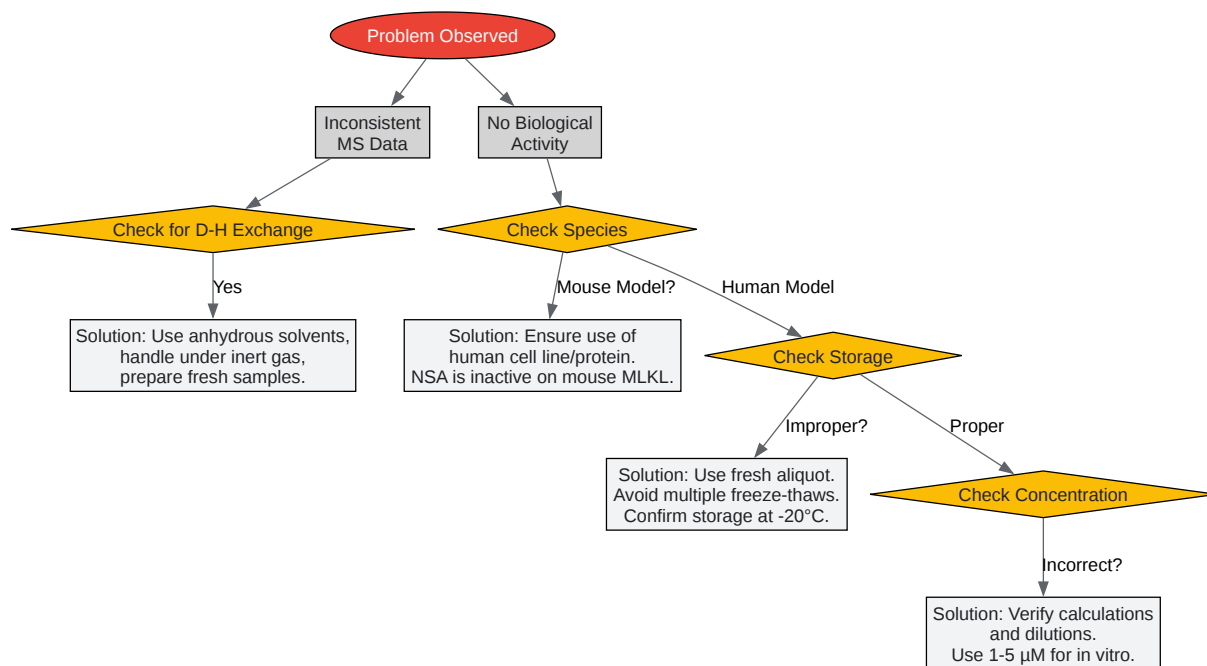 Problem Observed
Inconsistent
MS Data
No Biological
Activity
Check for D-H Exchange
Check Species
Yes
Mouse Model?
Human Model
Solution: Use anhydrous solvents,
handle under inert gas,
prepare fresh samples.
Solution: Ensure use of
human cell line/protein.
NSA is inactive on mouse MLKL.
Check Storage
Improper?
Proper
Solution: Use fresh aliquot.
Avoid multiple freeze-thaws.
Confirm storage at -20°C.
Check Concentration
Incorrect?
Solution: Verify calculations
and dilutions.
Use 1-5 µM for in vitro.